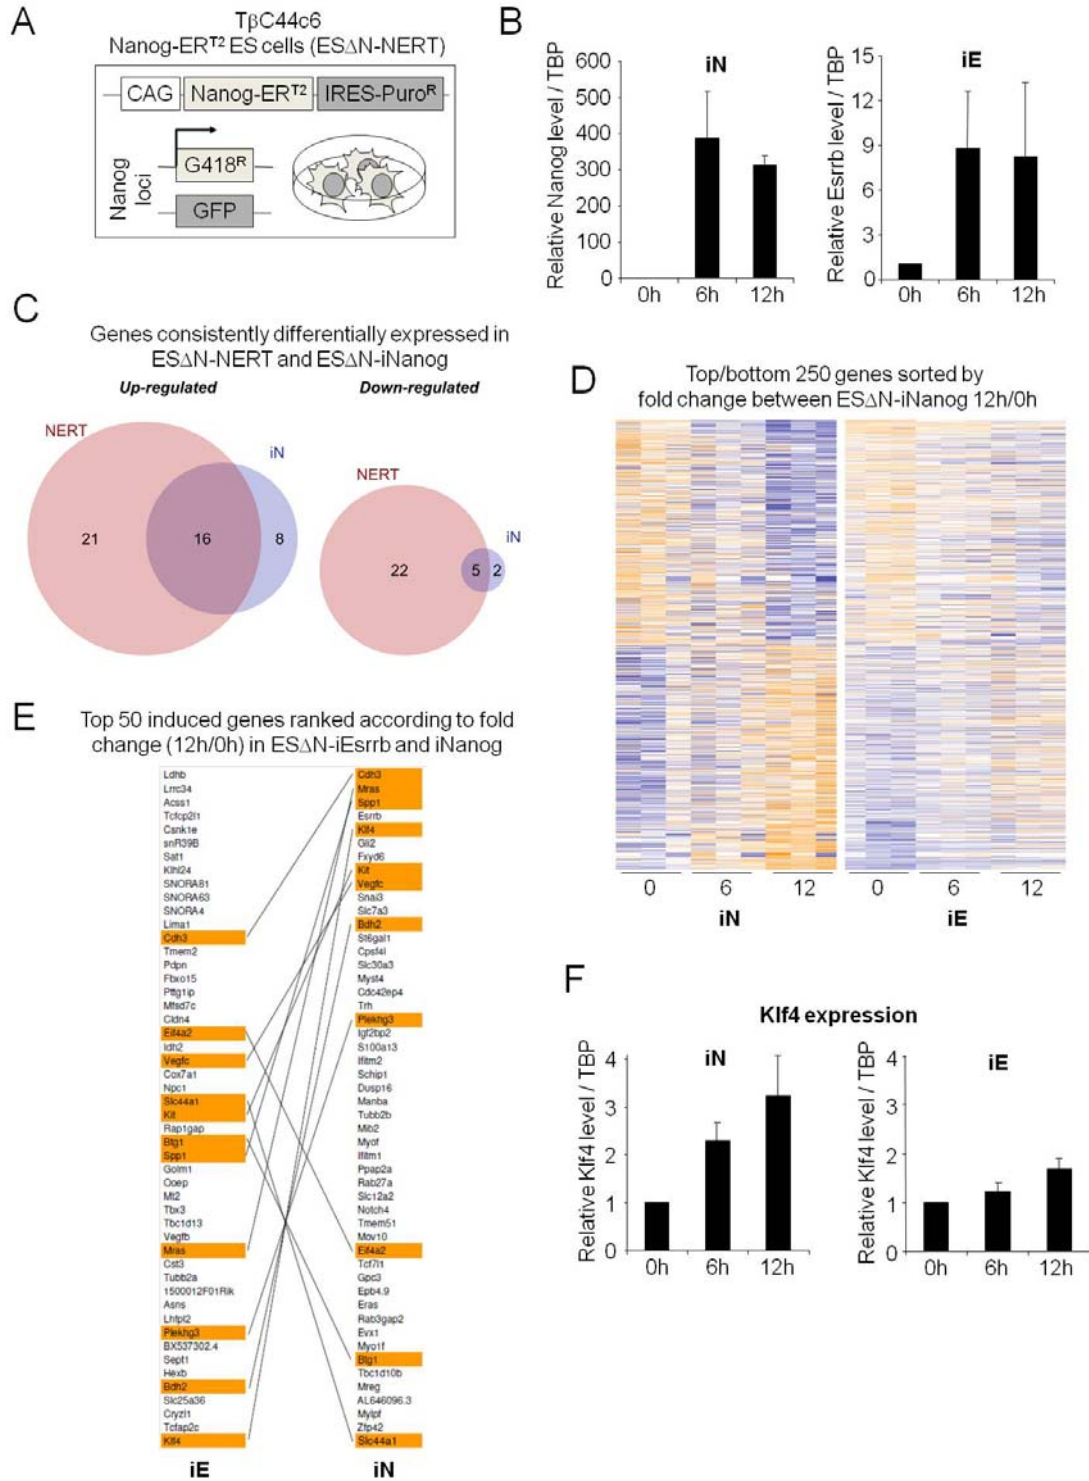 A
TβC44c6
Nanog-ERT2 ES cells (ESΔN-NERT)
CAG
Nanog-ERT2
IRES-PuroR
Nanog
loci
G418R
GFP
B
Relative Nanog level / TBP
iN
600
500
400
300
200
100
0
0h
6h
12h
Relative Esrrb level / TBP
iE
15
12
9
6
3
0
0h
6h
12h
C
Genes consistently differentially expressed in
ESΔN-NERT and ESΔN-iNanog
Up-regulated
Down-regulated
NERT
iN
21
16
8
NERT
iN
22
5
2
D
Top/bottom 250 genes sorted by
fold change between ESΔN-iNanog 12h/0h
0
6
12
0
6
12
iN
iE
E
Top 50 induced genes ranked according to fold
change (12h/0h) in ESΔN-iEsrrb and iNanog
Ldhb
Lrrc34
Acss1
Tcfcp2l1
Csnk1e
snR39B
Sat1
Klhl24
SNORA81
SNORA63
SNORA4
Lima1
Cdh3
Tmem2
Pdpn
Fbxo15
Pttg1ip
Mfsd7c
Cldn4
Eif4a2
Idh2
Vegfc
Cox7a1
Npc1
Slc44a1
Kit
Rap1gap
Btg1
Spp1
Golm1
Ooep
Mt2
Tbx3
Tbc1d13
Vegfb
Mras
Cst3
Tubb2a
1500012F01Rik
Asns
Lhfpl2
Plekhg3
BX537302.4
Sept1
Hexb
Bdh2
Slc25a36
Cryzl1
Tcfap2c
Klf4
iE
Cdh3
Mras
Spp1
Esrrb
Klf4
Gli2
Fxyd6
Kit
Vegfc
Snai3
Slc7a3
Bdh2
St6gal1
Cpsf4l
Slc30a3
Myst4
Cdc42ep4
Trh
Plekhg3
Igf2bp2
S100a13
Ifitm2
Schip1
Dusp16
Manba
Tubb2b
Mib2
Myof
Ifitm1
Ppap2a
Rab27a
Slc12a2
Notch4
Tmem51
Mov10
Eif4a2
Tcf7l1
Gpc3
Epb4.9
Eras
Rab3gap2
Evx1
Myo1f
Btg1
Tbc1d10b
Mreg
AL646096.3
Mylpf
Zfp42
Slc44a1
iN
F
Klf4 expression
Relative Klf4 level / TBP
iN
4
3
2
1
0
0h
6h
12h
Relative Klf4 level / TBP
iE
4
3
2
1
0
0h
6h
12h